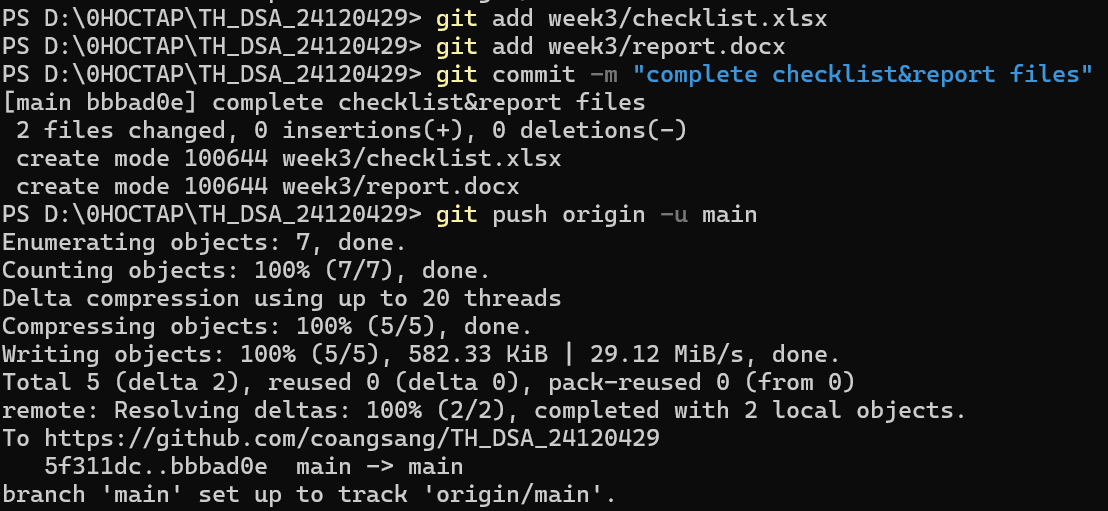 PS D:\0HOCTAP\TH_DSA_24120429> git add week3/checklist.xlsx
PS D:\0HOCTAP\TH_DSA_24120429> git add week3/report.docx
PS D:\0HOCTAP\TH_DSA_24120429> git commit -m "complete checklist&report files"
[main bbbad0e] complete checklist&report files
 2 files changed, 0 insertions(+), 0 deletions(-)
 create mode 100644 week3/checklist.xlsx
 create mode 100644 week3/report.docx
PS D:\0HOCTAP\TH_DSA_24120429> git push origin -u main
Enumerating objects: 7, done.
Counting objects: 100% (7/7), done.
Delta compression using up to 20 threads
Compressing objects: 100% (5/5), done.
Writing objects: 100% (5/5), 582.33 KiB | 29.12 MiB/s, done.
Total 5 (delta 2), reused 0 (delta 0), pack-reused 0 (from 0)
remote: Resolving deltas: 100% (2/2), completed with 2 local objects.
To https://github.com/coangsang/TH_DSA_24120429
   5f311dc..bbbad0e  main -> main
branch 'main' set up to track 'origin/main'.